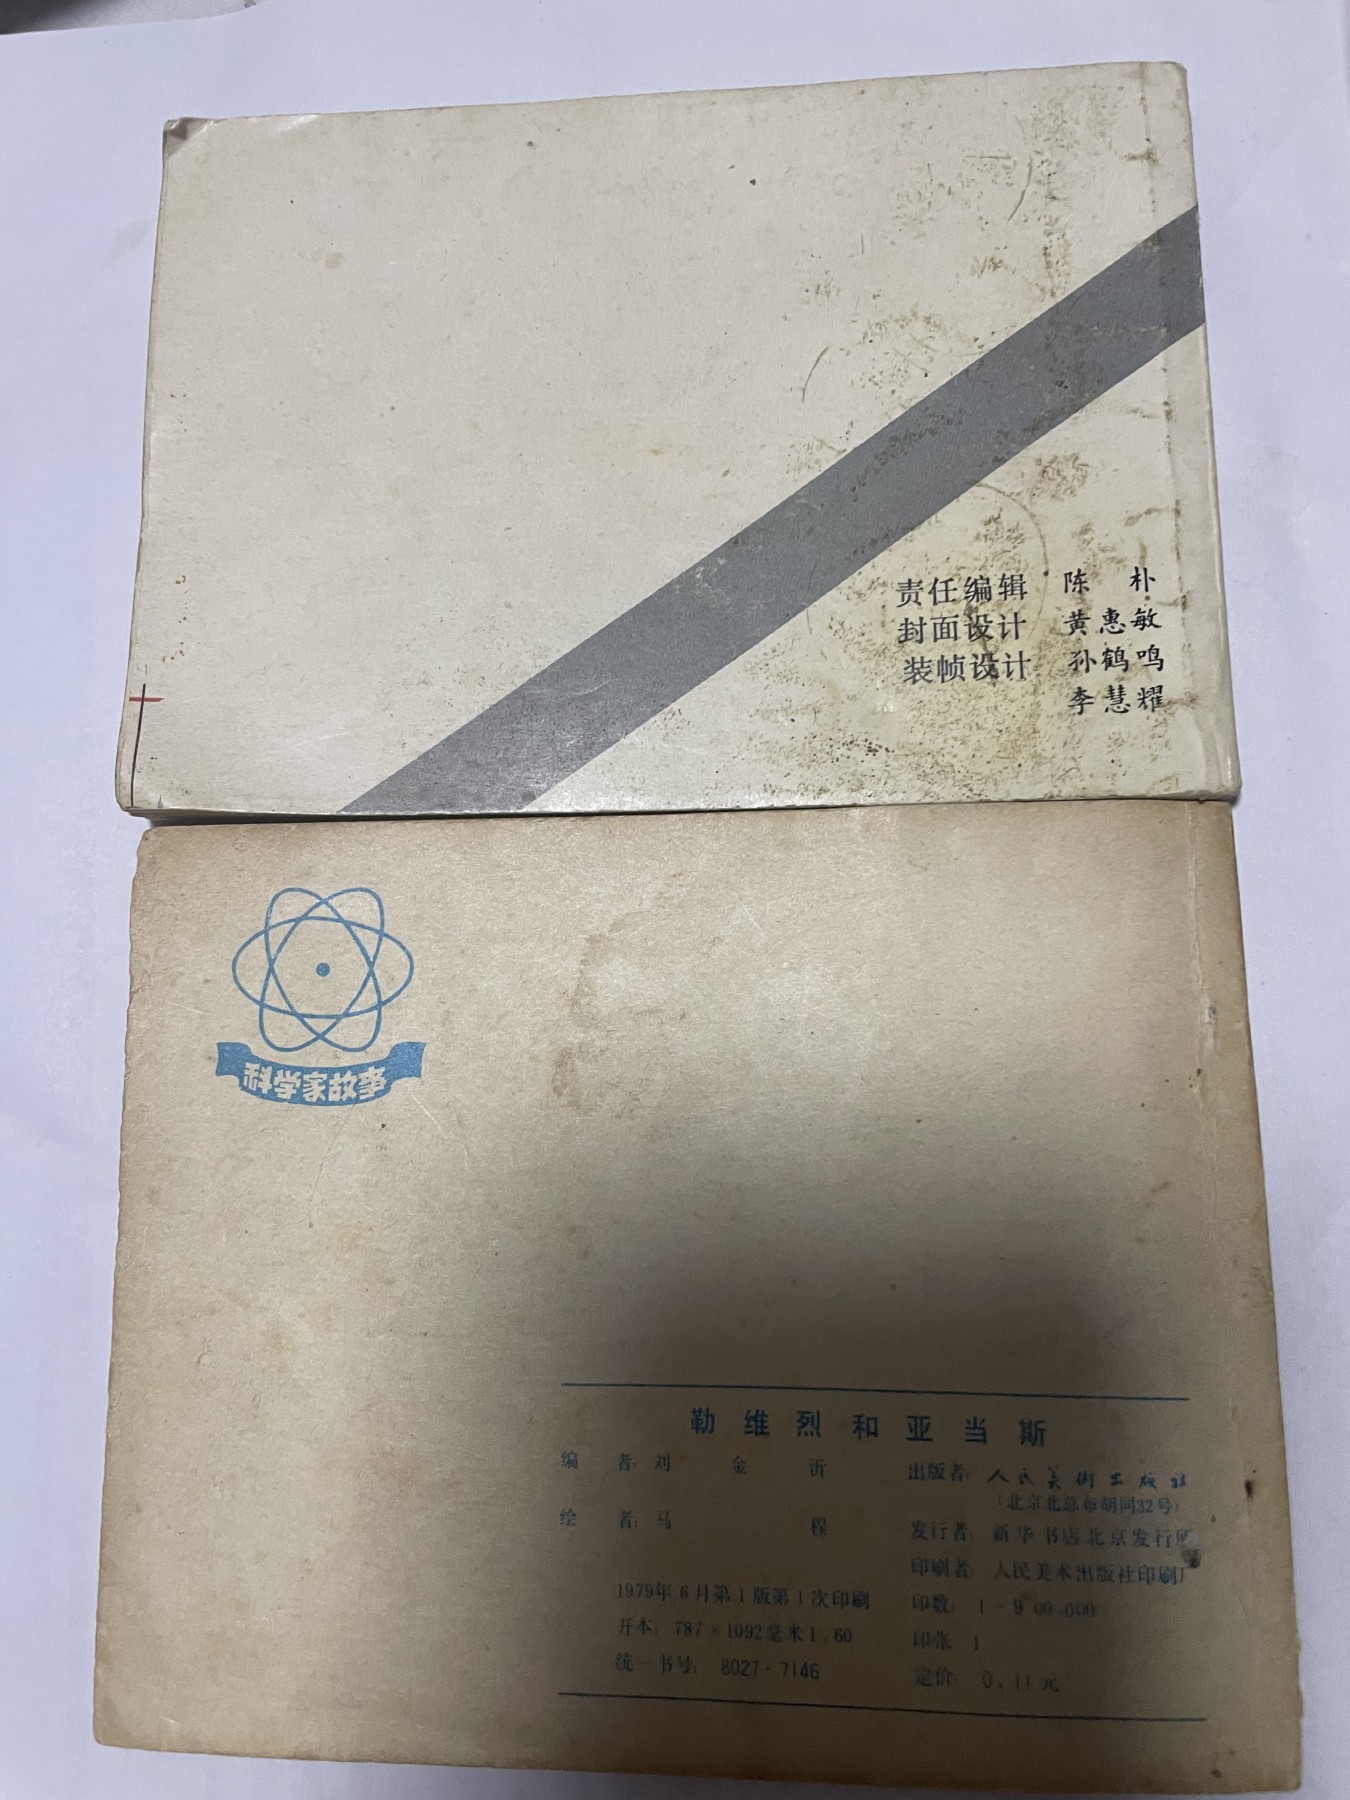 责任编辑 陈 朴
封面设计 黄惠敏
装帧设计 孙鹤鸣
李慧耀
科学家故事
勒维烈和亚当斯
编 者：刘 金 沂
绘 者：马 程
1979年6月第1版第1次印刷
开本：787×1092毫米1/60
统一书号：8027·7146
出版者：人民美術出版社
（北京北总布胡同32号）
发行者：新华书店北京发行所
印刷者：人民美术出版社印刷厂
印数：1—900,000
印张 1
定价 0.11元